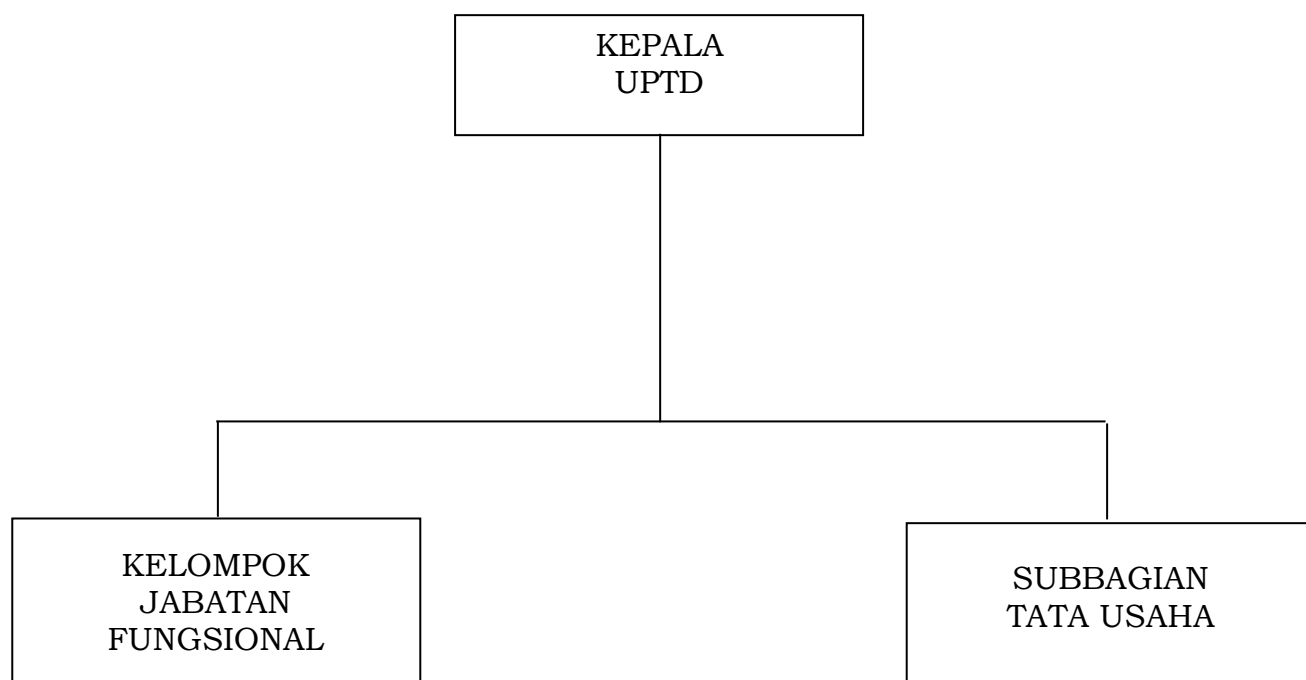 KEPALA
UPTD
KELOMPOK
JABATAN
FUNGSIONAL
SUBBAGIAN
TATA USAHA